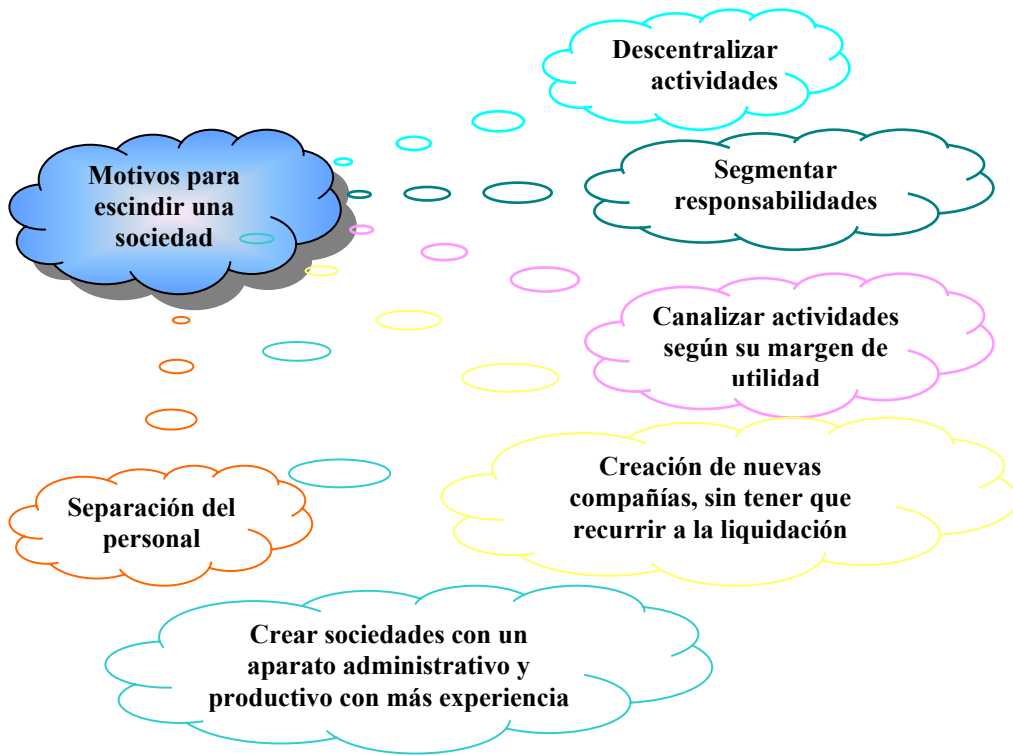 Motivos para
escindir una
sociedad
Descentralizar
actividades
Segmentar
responsabilidades
Canalizar actividades
según su margen de
utilidad
Creación de nuevas
compañías, sin tener que
recurrir a la liquidación
Separación del
personal
Crear sociedades con un
aparato administrativo y
productivo con más experiencia